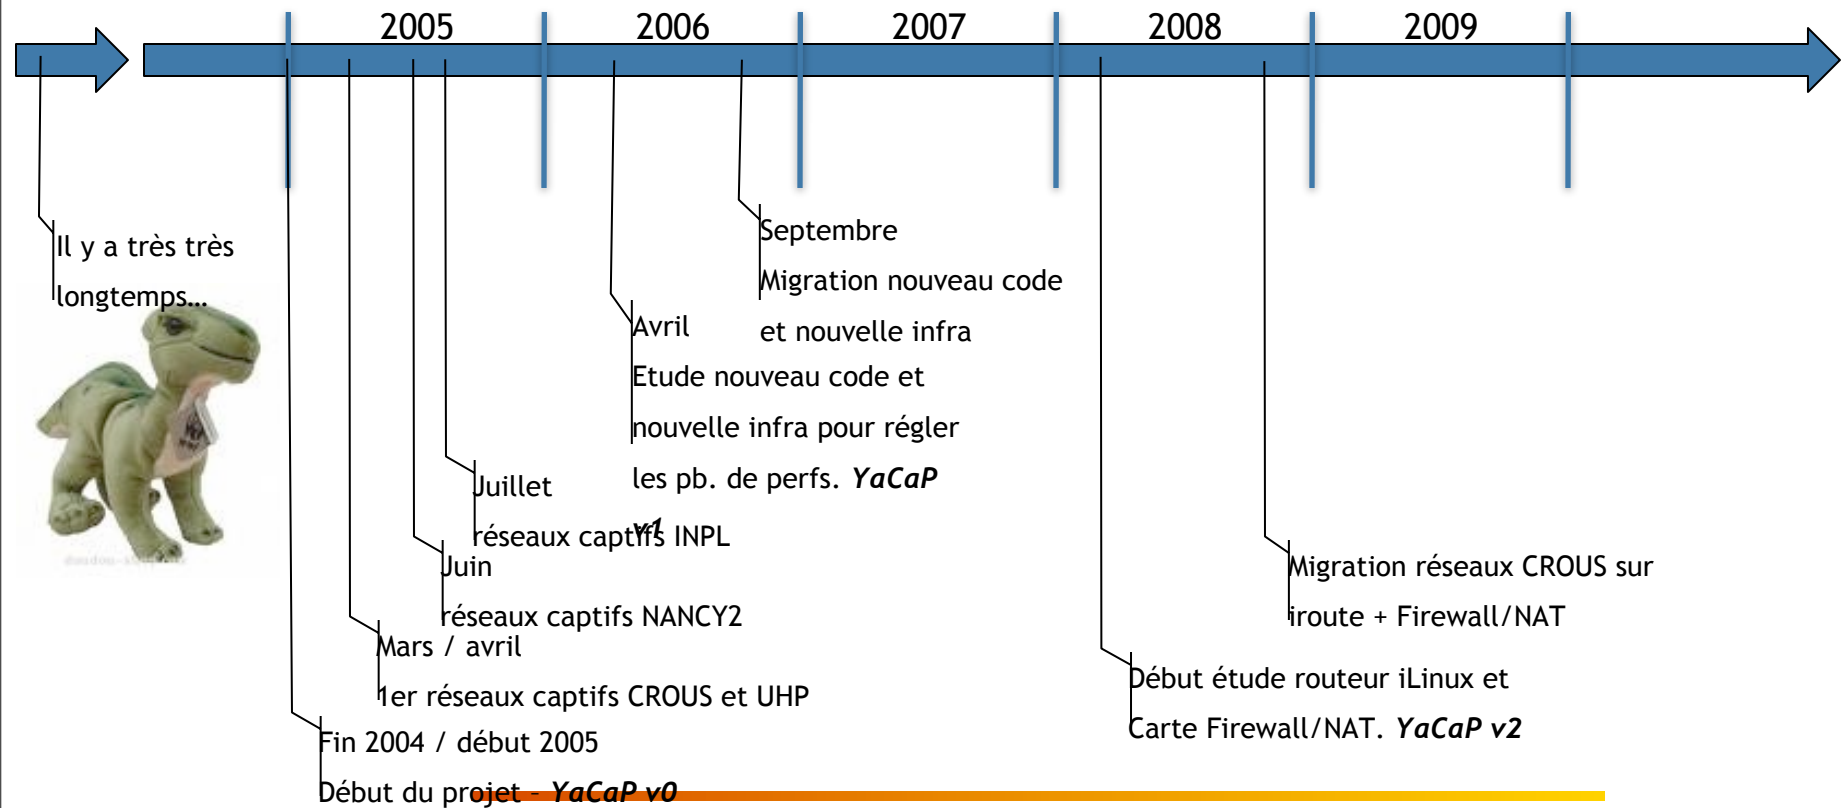 2005
2006
2007
2008
2009
Il y a très très
longtemps…
Septembre
Migration nouveau code
et nouvelle infra
Avril
Etude nouveau code et
nouvelle infra pour régler
les pb. de perfs. YaCaP
v1
Juillet
réseaux captifs INPL
Juin
réseaux captifs NANCY2
Mars / avril
1er réseaux captifs CROUS et UHP
Fin 2004 / début 2005
Début du projet – YaCaP v0
Migration réseaux CROUS sur
iroute + Firewall/NAT
Début étude routeur iLinux et
Carte Firewall/NAT. YaCaP v2